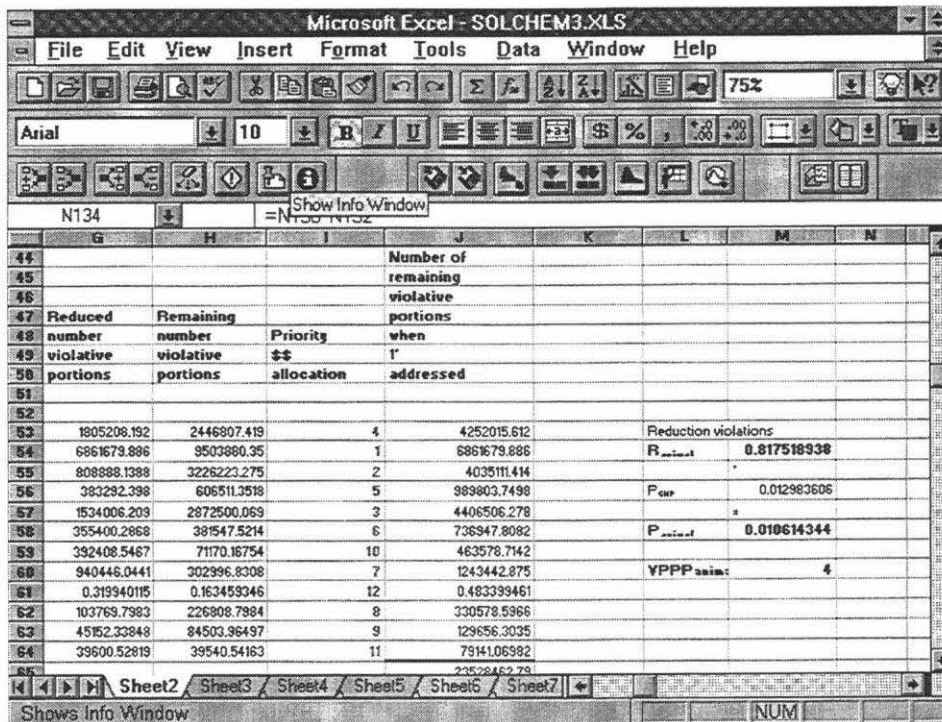 Microsoft Excel - SOLCHEM3.XLS
File Edit View Insert Format Tools Data Window Help
75%
Arial 10 B I U $ % ,
Show Info Window
N134
G H I J K L M N
44 Number of
45 remaining
46 violative
47 Reduced Remaining portions
48 number number Priority when
49 violative violative $$ 1'
50 portions portions allocation addressed
51
52
53 1805208.192 2446807.419 4 4252015.612 Reduction violations
54 6861679.886 9503880.35 1 6861679.886 R animal 0.817518938
55 808888.1388 3226223.275 2 4035111.414 *
56 383292.398 606511.3518 5 989803.7498 P 0.012983606
57 1534006.209 2872500.069 3 4406506.278 =
58 355400.2868 381547.5214 6 736947.8082 P animal 0.010614344
59 392408.5467 71170.16754 10 463578.7142
60 940446.0441 302996.8308 7 1243442.875 VPPP anima 4
61 0.319940115 0.163459346 12 0.483399461
62 103769.7983 226808.7984 8 330578.5966
63 45152.33848 84503.96497 9 129656.3035
64 39600.52819 39540.54163 11 79141.06982
65 23528462.79
Sheet2 Sheet3 Sheet4 Sheet5 Sheet6 Sheet7
Shows Info Window NUM